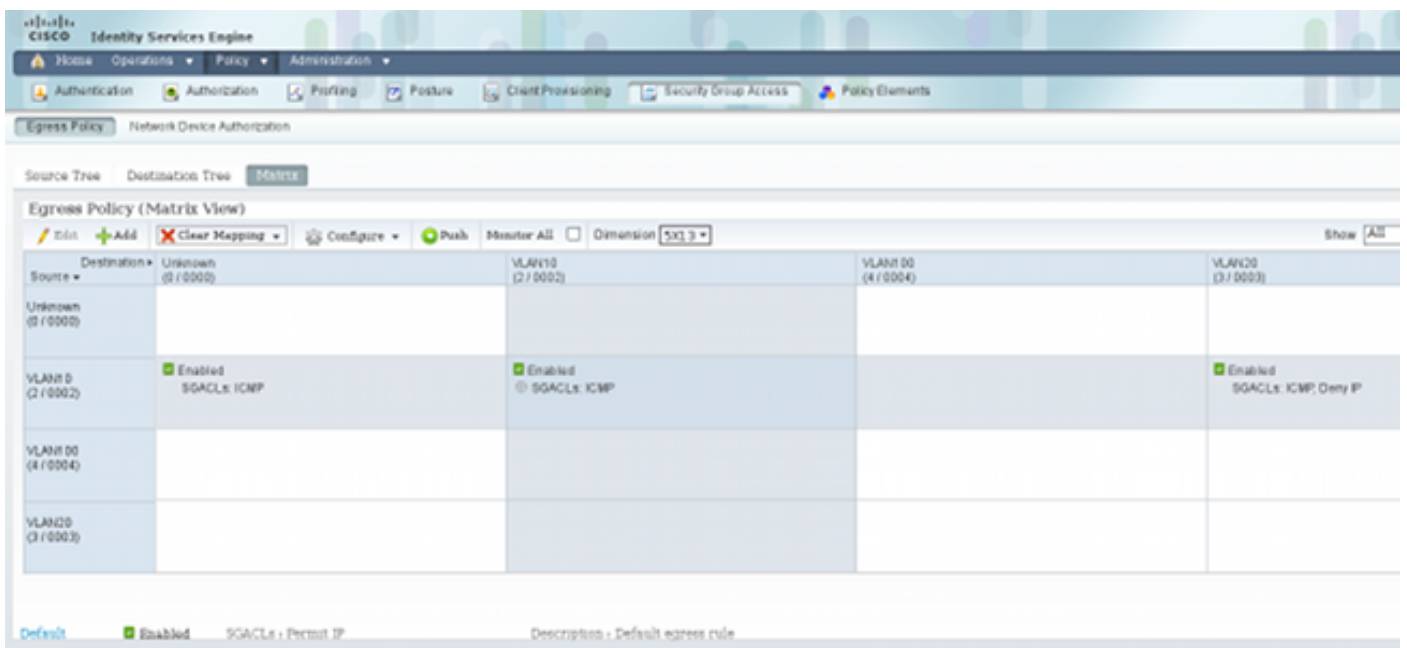 CISCO Identity Services Engine
Home Operations Policy Administration
Authentication Authorization Profiling Posture Client Provisioning Security Group Access Policy Elements
Egress Policy Network Device Authorization
Source Tree Destination Tree Matrix
Egress Policy (Matrix View)
Edit Add Clear Mapping Configure Push Monitor All Dimension 5X13 Show All
Destination Unknown VLAN10 VLAN100 VLAN20
Source (0 / 0000) (2 / 0002) (4 / 0004) (3 / 0003)
Unknown
(0 / 0000)
Enabled Enabled Enabled
VLAN10 SGACLs: ICMP SGACLs: ICMP SGACLs: ICMP, Deny IP
(2 / 0002)
VLAN100
(4 / 0004)
VLAN20
(3 / 0003)
Default Enabled SGACLs : Permit IP Description : Default egress rule